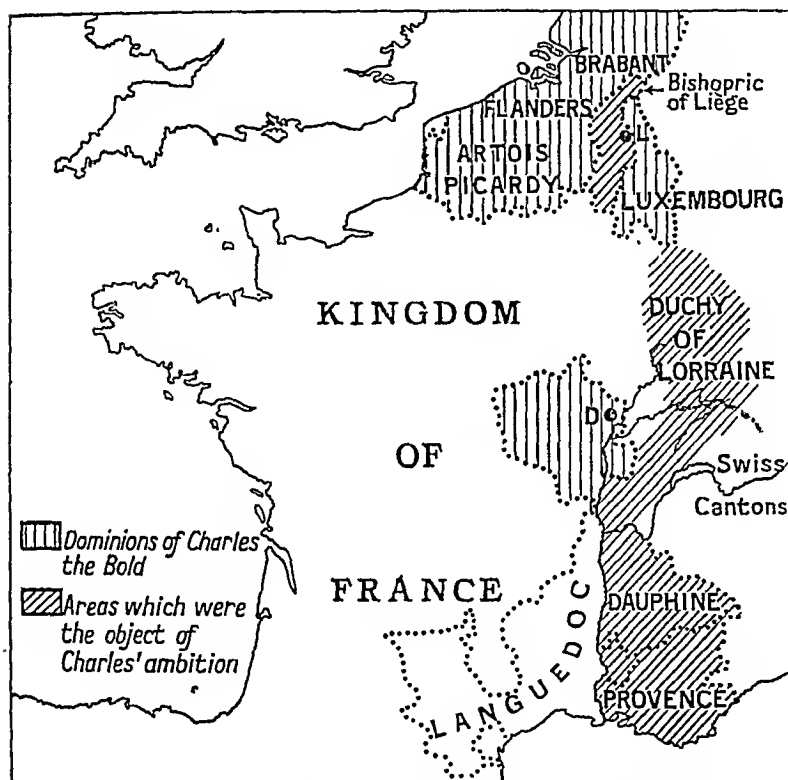 BRABANT
Bishopric
of Liège
FLANDERS
L
ARTOIS
PICARDY
LUXEMBOURG
KINGDOM
DUCHY
OF
LORRAINE
D
OF
Swiss
Cantons
Dominions of Charles
the Bold
FRANCE
Areas which were
the object of
Charles' ambition
DAUPHINE
LANGUEDOC
PROVENCE